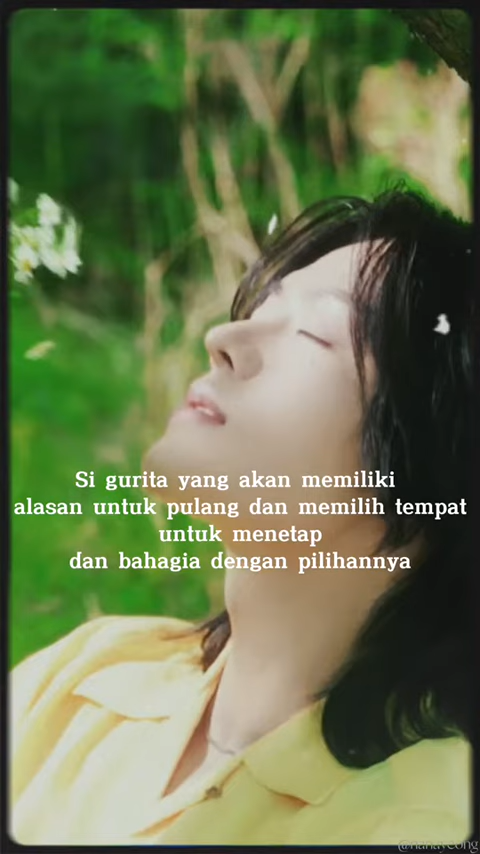 Si gurita yang akan memiliki
alasan untuk pulang dan memilih tempat
untuk menetap
dan bahagia dengan pilihannya